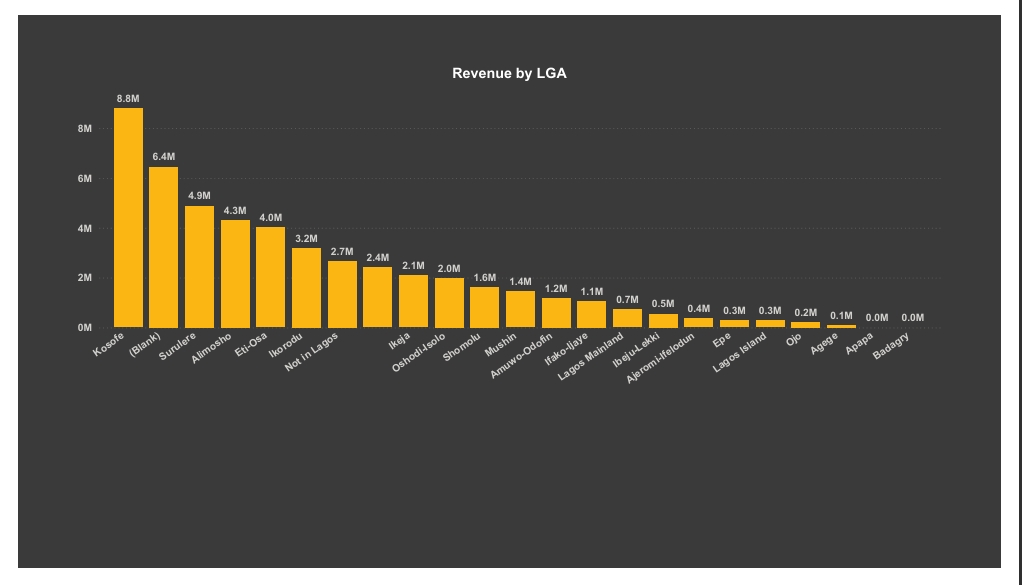 Revenue by LGA
8M
6M
4M
2M
0M
8.8M
6.4M
4.9M
4.3M
4.0M
3.2M
2.7M
2.4M
2.1M
2.0M
1.6M
1.4M
1.2M
1.1M
0.7M
0.5M
0.4M
0.3M
0.3M
0.2M
0.1M
0.0M
0.0M
Kosofe
(Blank)
Surulere
Alimosho
Eti-Osa
Ikorodu
Not in Lagos
Ikeja
Oshodi-Isolo
Shomolu
Mushin
Amuwo-Odofin
Ifako-Ijaye
Lagos Mainland
Ibeju-Lekki
Ajeromi-Ifelodun
Epe
Lagos Island
Ojo
Agege
Apapa
Badagry